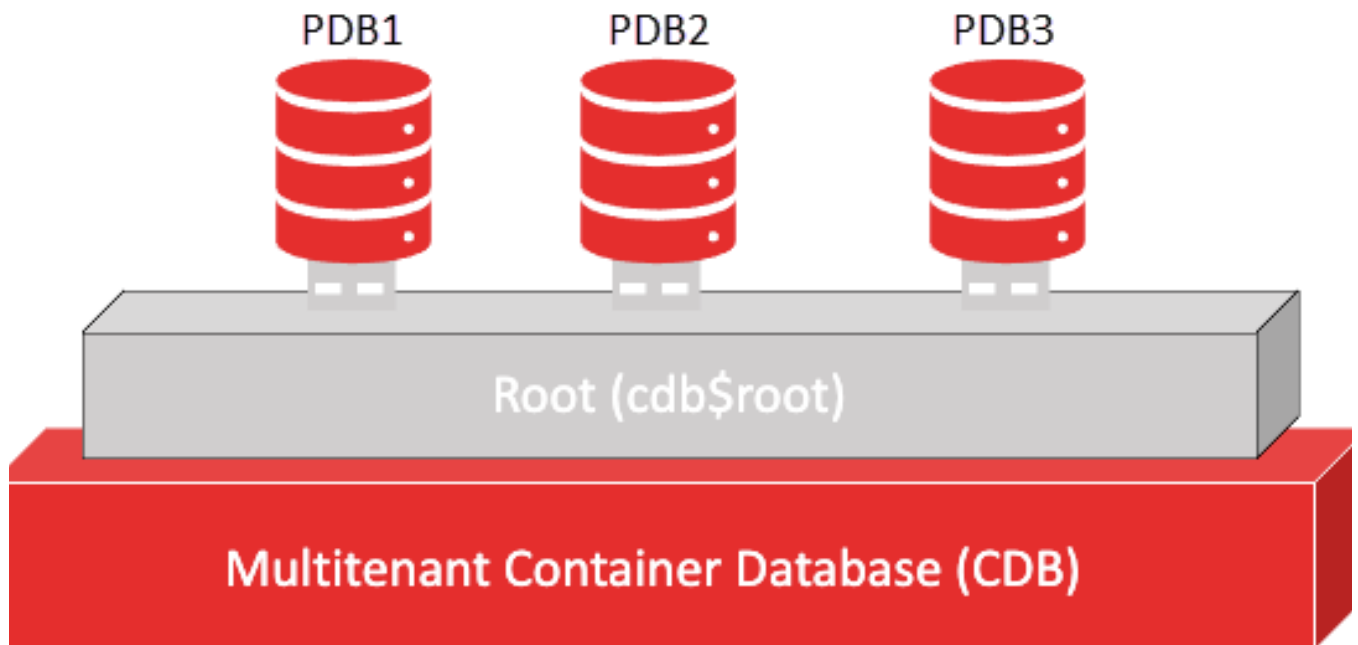 PDB1
PDB2
PDB3
Root (cdb$root)
Multitenant Container Database (CDB)